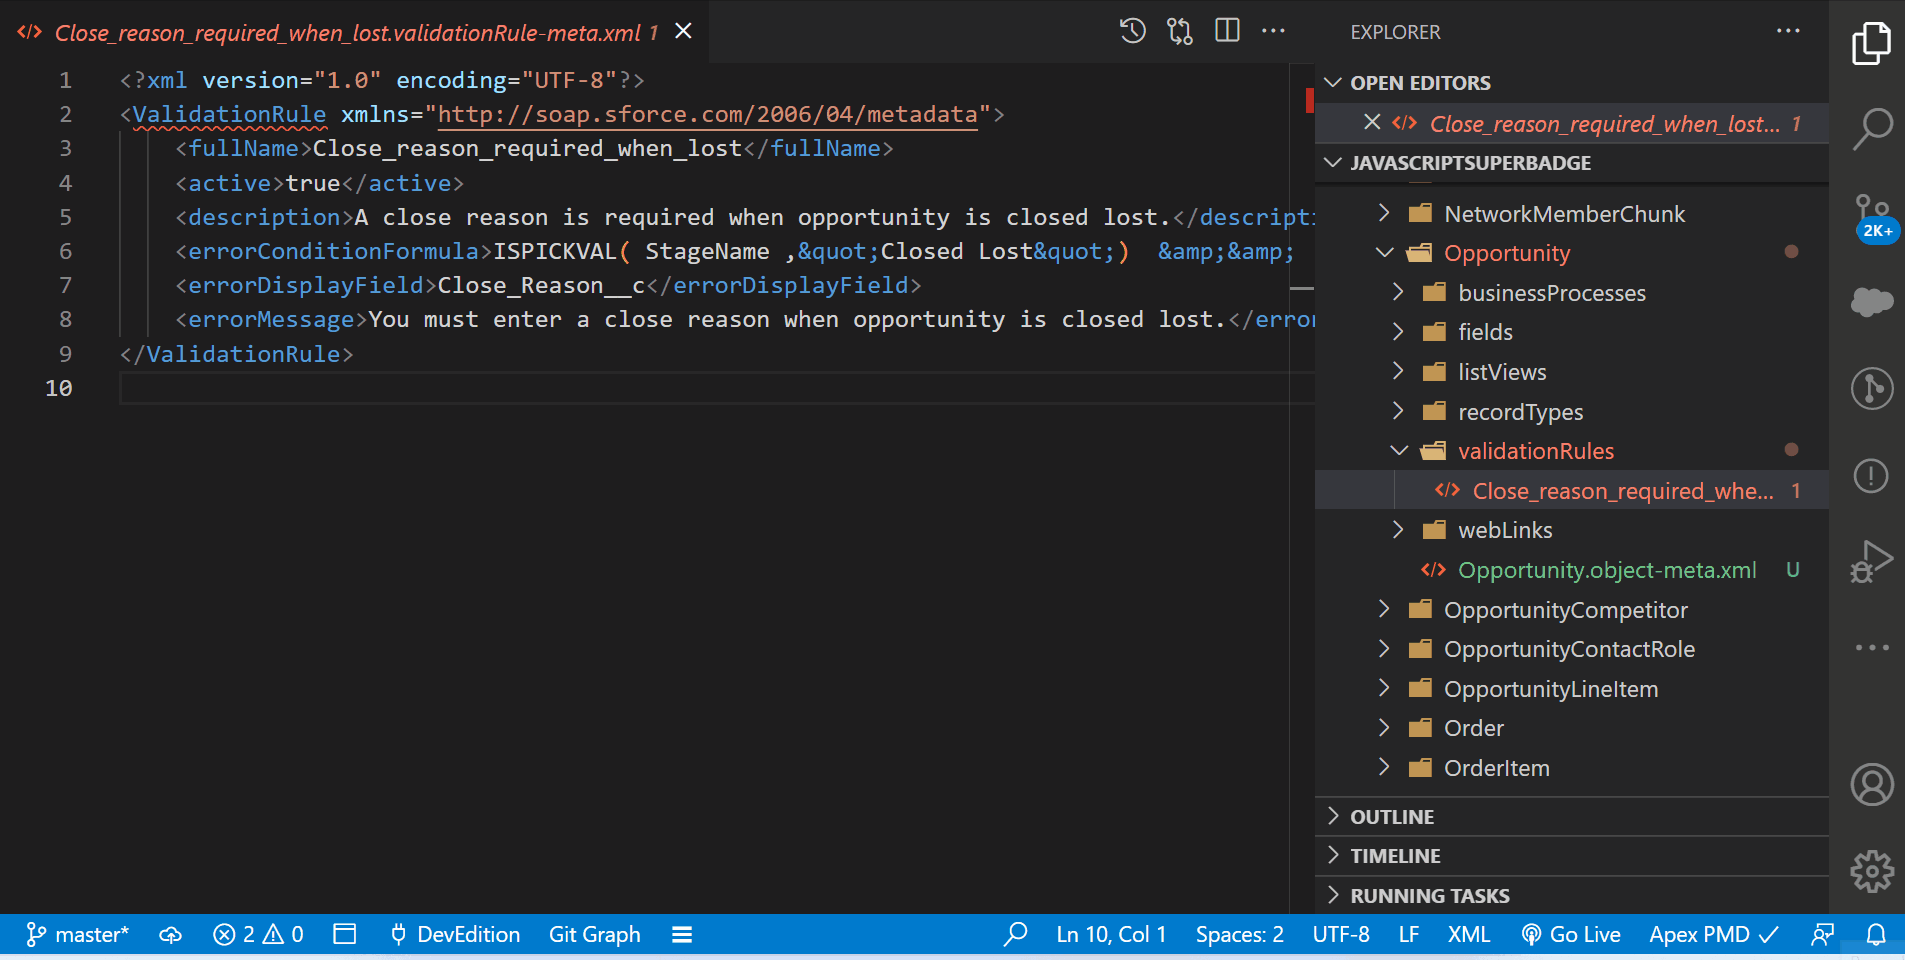 Close_reason_required_when_lost.validationRule-meta.xml 1
1 <?xml version="1.0" encoding="UTF-8"?>
2 <ValidationRule xmlns="http://soap.sforce.com/2006/04/metadata">
3 <fullName>Close_reason_required_when_lost</fullName>
4 <active>true</active>
5 <description>A close reason is required when opportunity is closed lost.</descripti
6 <errorConditionFormula>ISPICKVAL( StageName ,&quot;Closed Lost&quot;)  &amp;&amp;
7 <errorDisplayField>Close_Reason__c</errorDisplayField>
8 <errorMessage>You must enter a close reason when opportunity is closed lost.</error
9 </ValidationRule>
10
EXPLORER
OPEN EDITORS
Close_reason_required_when_lost... 1
JAVASCRIPTSUPERBADGE
NetworkMemberChunk
Opportunity
businessProcesses
fields
listViews
recordTypes
validationRules
Close_reason_required_whe... 1
webLinks
Opportunity.object-meta.xml U
OpportunityCompetitor
OpportunityContactRole
OpportunityLineItem
Order
OrderItem
OUTLINE
TIMELINE
RUNNING TASKS
2K+
master* 2 0 DevEdition Git Graph Ln 10, Col 1 Spaces: 2 UTF-8 LF XML Go Live Apex PMD